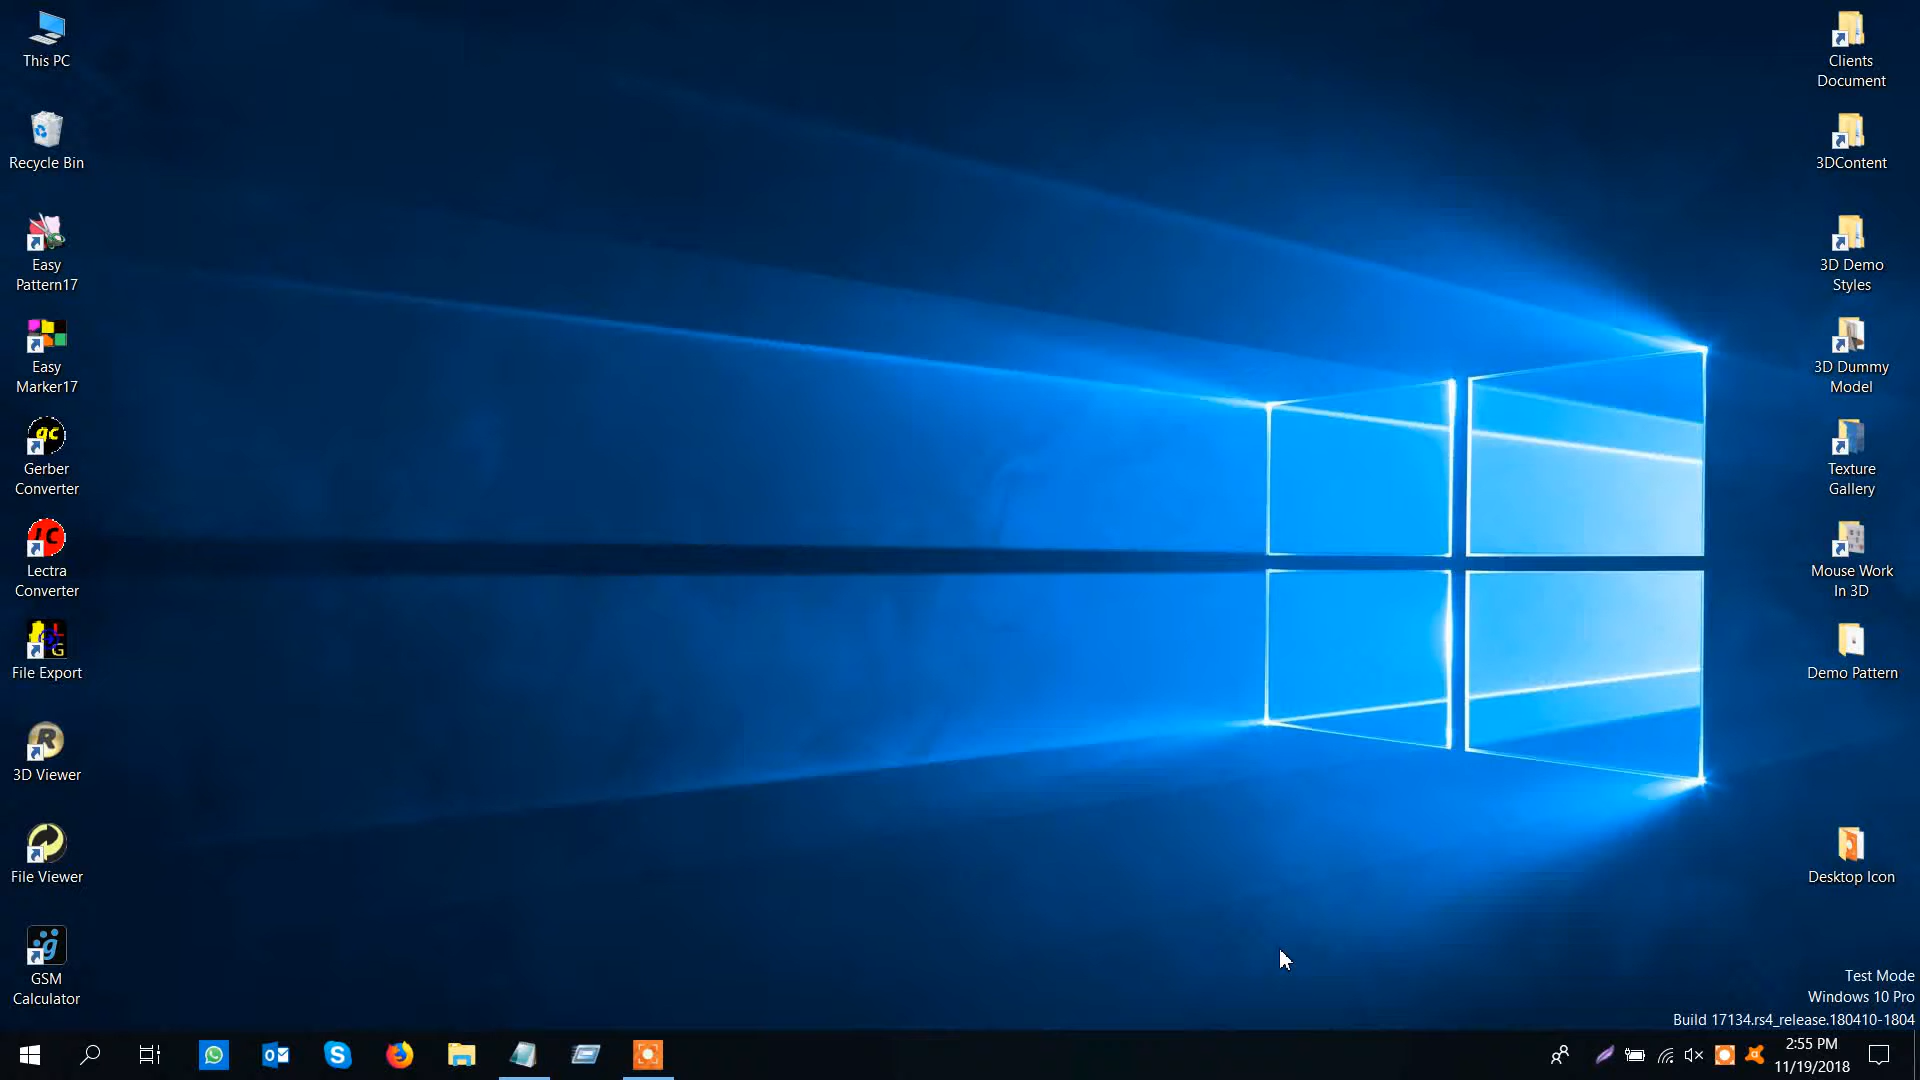 This PC
Recycle Bin
Easy
Pattern17
Easy
Marker17
gc
Gerber
Converter
LC
Lectra
Converter
L
G
File Export
R
3D Viewer
File Viewer
g
GSM
Calculator
Clients
Document
3DContent
3D Demo
Styles
3D Dummy
Model
Texture
Gallery
Mouse Work
In 3D
Demo Pattern
Desktop Icon
Test Mode
Windows 10 Pro
Build 17134.rs4_release.180410-1804
2:55 PM
11/19/2018